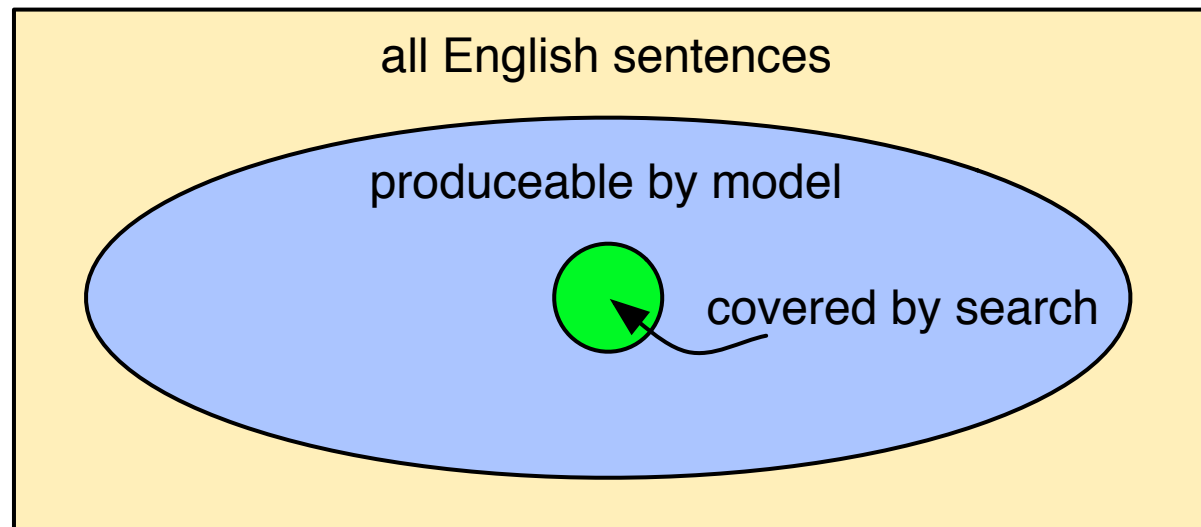 all English sentences
produceable by model
covered by search